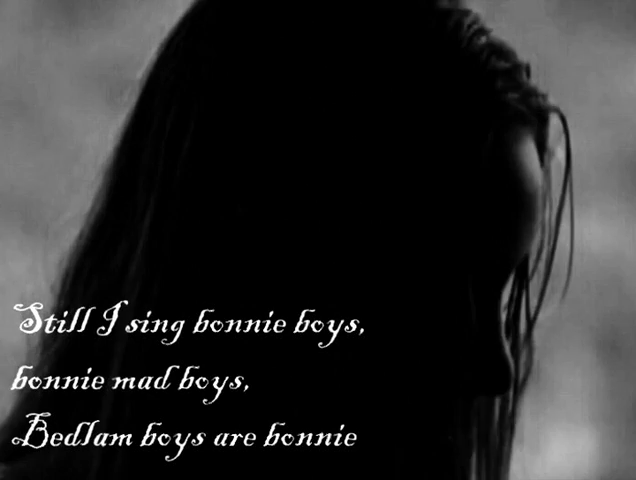 Still I sing bonnie boys,
bonnie mad boys,
Bedlam boys are bonnie